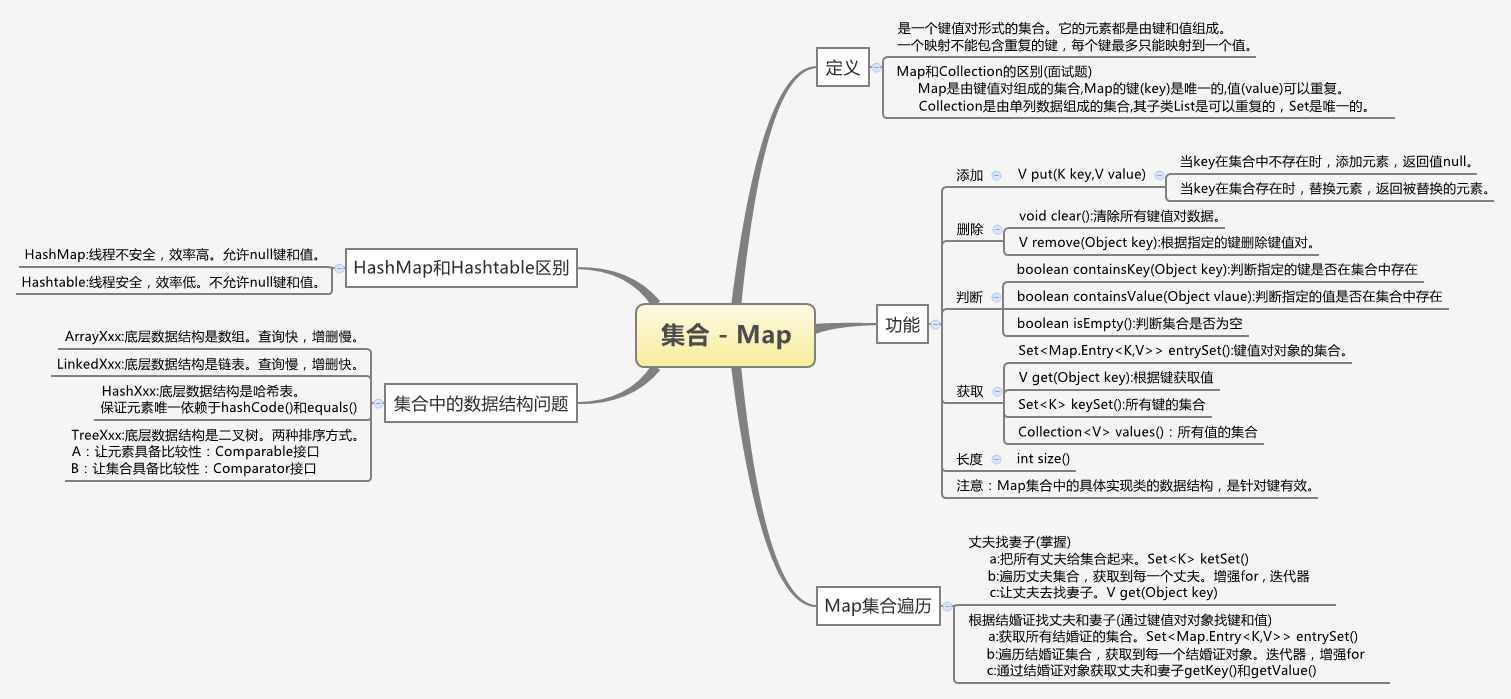 集合 - Map
定义
是一个键值对形式的集合。它的元素都是由键和值组成。
一个映射不能包含重复的键，每个键最多只能映射到一个值。
Map和Collection的区别(面试题)
Map是由键值对组成的集合,Map的键(key)是唯一的,值(value)可以重复。
Collection是由单列数据组成的集合,其子类List是可以重复的，Set是唯一的。
功能
添加
V put(K key,V value)
当key在集合中不存在时，添加元素，返回值null。
当key在集合存在时，替换元素，返回被替换的元素。
删除
void clear():清除所有键值对数据。
V remove(Object key):根据指定的键删除键值对。
判断
boolean containsKey(Object key):判断指定的键是否在集合中存在
boolean containsValue(Object vlaue):判断指定的值是否在集合中存在
boolean isEmpty():判断集合是否为空
获取
Set<Map.Entry<K,V>> entrySet():键值对对象的集合。
V get(Object key):根据键获取值
Set<K> keySet():所有键的集合
Collection<V> values()：所有值的集合
长度
int size()
注意：Map集合中的具体实现类的数据结构，是针对键有效。
Map集合遍历
丈夫找妻子(掌握)
a:把所有丈夫给集合起来。Set<K> ketSet()
b:遍历丈夫集合，获取到每一个丈夫。增强for，迭代器
c:让丈夫去找妻子。V get(Object key)
根据结婚证找丈夫和妻子(通过键值对对象找键和值)
a:获取所有结婚证的集合。Set<Map.Entry<K,V>> entrySet()
b:遍历结婚证集合，获取到每一个结婚证对象。迭代器，增强for
c:通过结婚证对象获取丈夫和妻子getKey()和getValue()
HashMap和Hashtable区别
HashMap:线程不安全，效率高。允许null键和值。
Hashtable:线程安全，效率低。不允许null键和值。
集合中的数据结构问题
ArrayXxx:底层数据结构是数组。查询快，增删慢。
LinkedXxx:底层数据结构是链表。查询慢，增删快。
HashXxx:底层数据结构是哈希表。
保证元素唯一依赖于hashCode()和equals()
TreeXxx:底层数据结构是二叉树。两种排序方式。
A：让元素具备比较性：Comparable接口
B：让集合具备比较性：Comparator接口